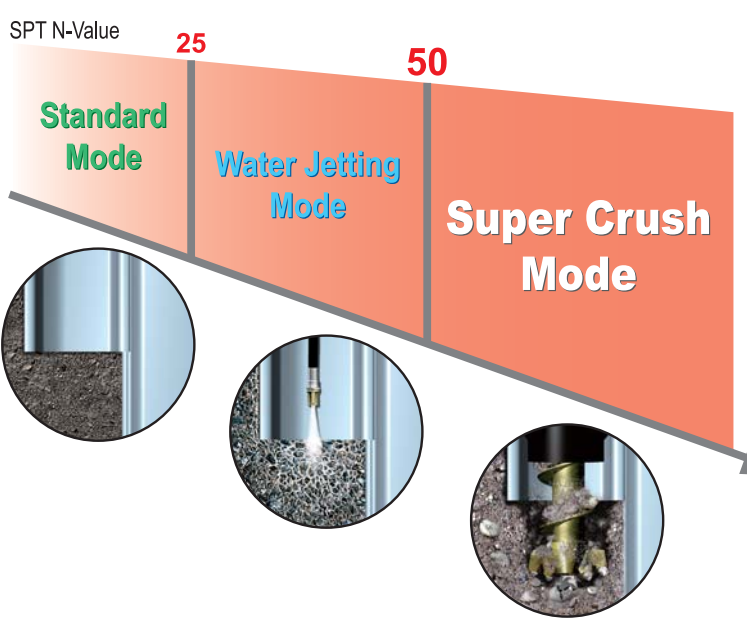 SPT N-Value
25
50
Standard
Mode
Water Jetting
Mode
Super Crush
Mode